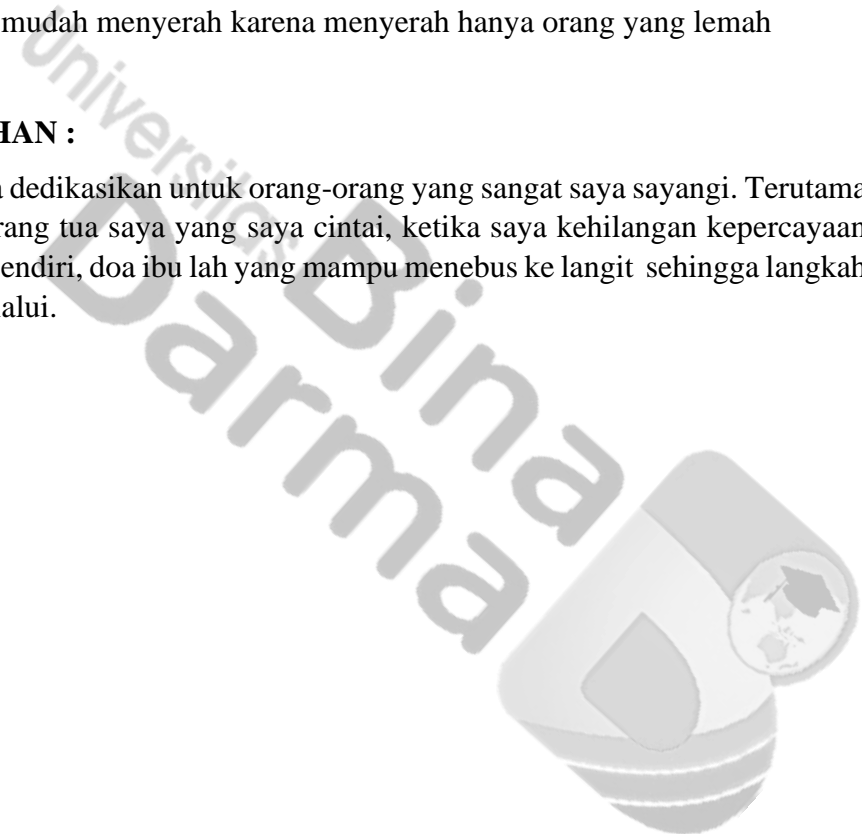 mudah menyerah karena menyerah hanya orang yang lemah
HAN :
dedikasikan untuk orang-orang yang sangat saya sayangi. Terutama
rang tua saya yang saya cintai, ketika saya kehilangan kepercayaan
endiri, doa ibu lah yang mampu menebus ke langit sehingga langkah
alui.
Universitas
Bina
Darma